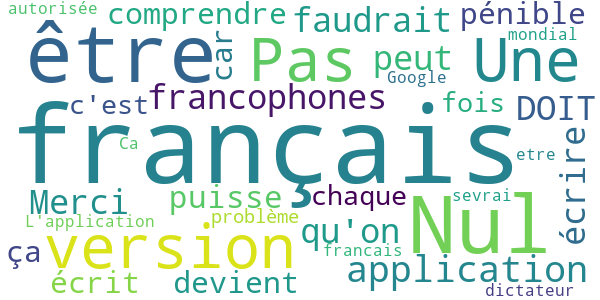 autorisée
comprendre
faudrait
pénible
être
car
Pas
peut
Une
mondial
Google
c'est
francophones
fois
DOIT
français
Ca
etre
écrire
Merci
puisse
chaque
sevrai
L'application
problème
qu'on
Nul
ça
version
francais
application
écrit
devient
dictateur